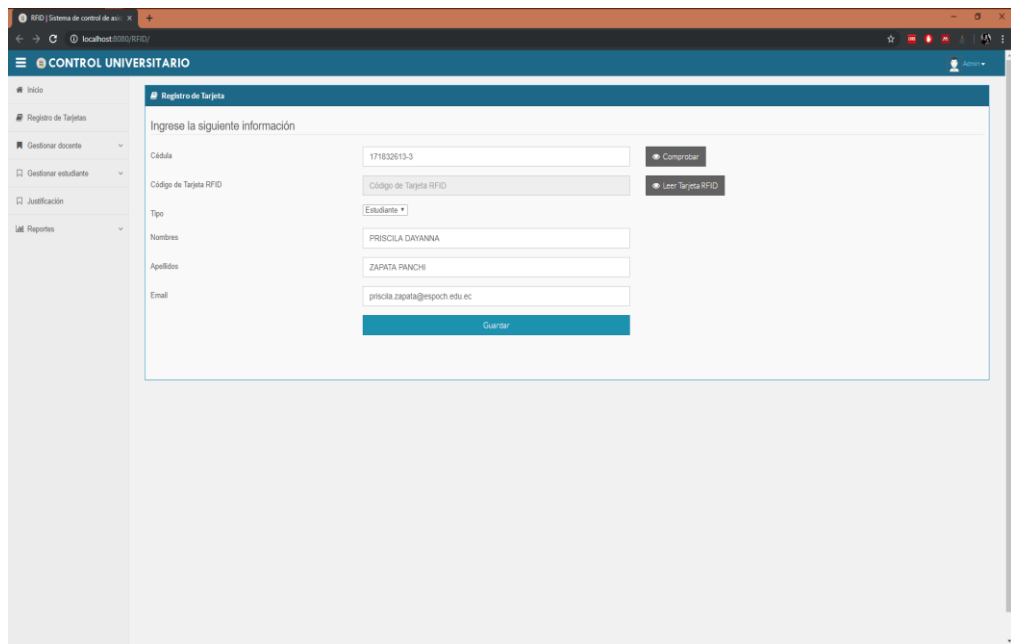 RFID | Sistema de control de asis
localhost:8080/RFID/
CONTROL UNIVERSITARIO
Admin
Inicio
Registro de Tarjetas
Gestionar docente
Gestionar estudiante
Justificación
Reportes
Registro de Tarjeta
Ingrese la siguiente información
Cédula 171832613-3 Comprobar
Código de Tarjeta RFID Código de Tarjeta RFID Leer Tarjeta RFID
Tipo Estudiante
Nombres PRISCILA DAYANNA
Apellidos ZAPATA PANCHI
Email priscila.zapata@espoch.edu.ec
Guardar